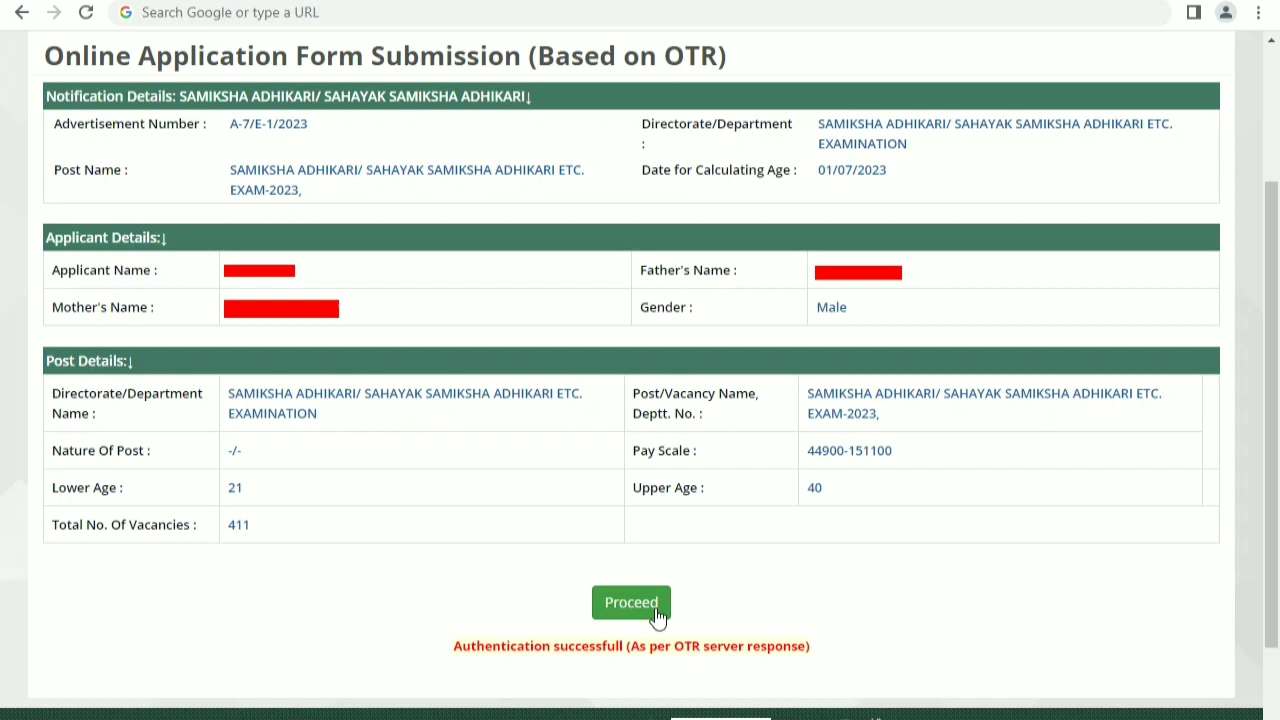 Search Google or type a URL
Online Application Form Submission (Based on OTR)
Notification Details: SAMIKSHA ADHIKARI/ SAHAYAK SAMIKSHA ADHIKARI↓
Advertisement Number : A-7/E-1/2023 Directorate/Department : SAMIKSHA ADHIKARI/ SAHAYAK SAMIKSHA ADHIKARI ETC.
EXAMINATION
Post Name : SAMIKSHA ADHIKARI/ SAHAYAK SAMIKSHA ADHIKARI ETC. Date for Calculating Age : 01/07/2023
EXAM-2023,
Applicant Details:↓
Applicant Name : Father's Name :
Mother's Name : Gender : Male
Post Details:↓
Directorate/Department SAMIKSHA ADHIKARI/ SAHAYAK SAMIKSHA ADHIKARI ETC. Post/Vacancy Name, SAMIKSHA ADHIKARI/ SAHAYAK SAMIKSHA ADHIKARI ETC.
Name : EXAMINATION Deptt. No. : EXAM-2023,
Nature Of Post : -/- Pay Scale : 44900-151100
Lower Age : 21 Upper Age : 40
Total No. Of Vacancies : 411
Proceed
Authentication successfull (As per OTR server response)